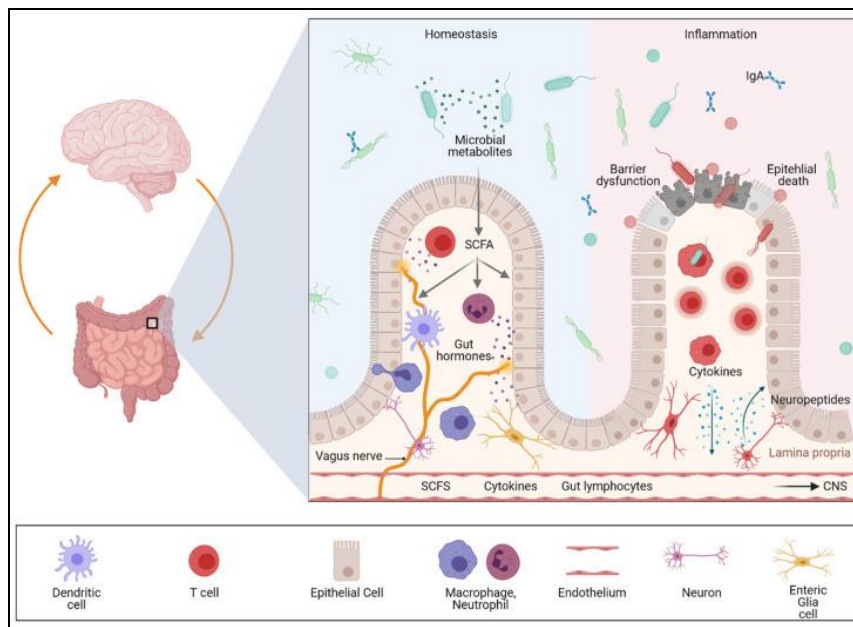 Homeostasis
Inflammation
IgA
Microbial
metabolites
Barrier
dysfunction
Epitehlial
death
SCFA
Gut
hormones
Cytokines
Neuropeptides
Vagus nerve
Lamina propria
SCFS Cytokines Gut lymphocytes CNS
Dendritic
cell
T cell
Epithelial Cell
Macrophage,
Neutrophil
Endothelium
Neuron
Enteric
Glia
cell